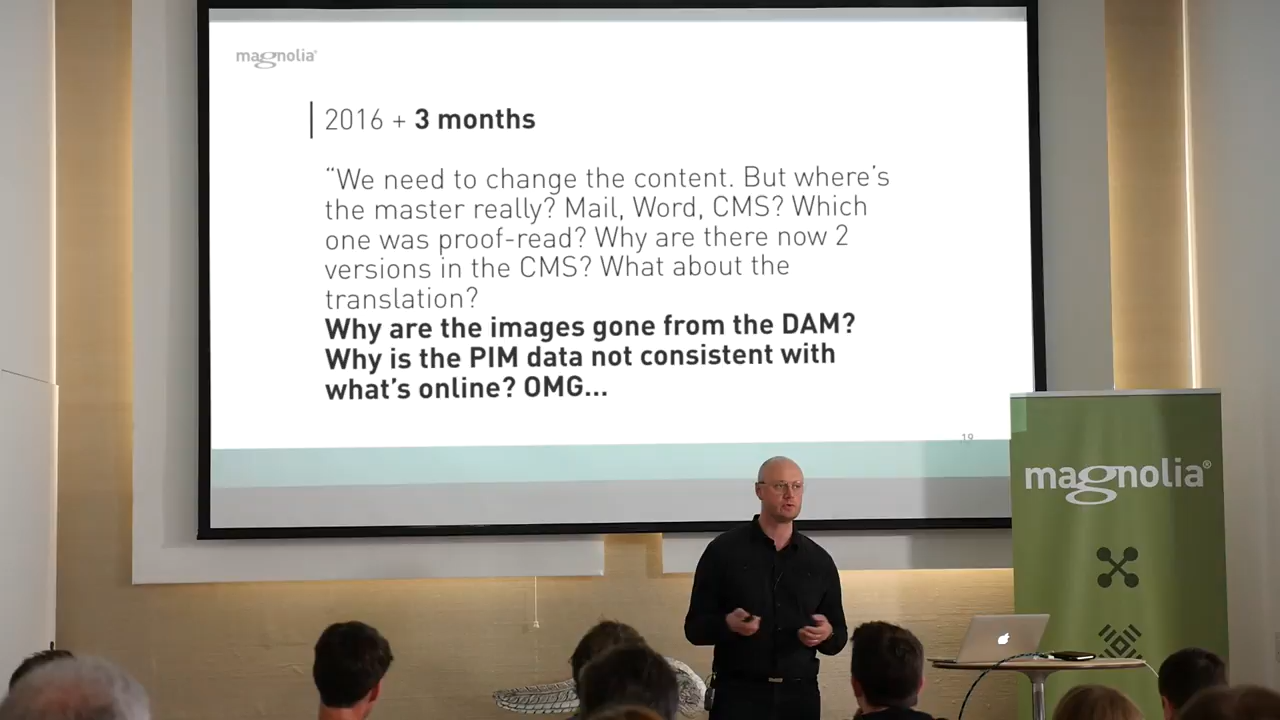 magnolia®
2016 + 3 months
“We need to change the content. But where’s
the master really? Mail, Word, CMS? Which
one was proof-read? Why are there now 2
versions in the CMS? What about the
translation?
Why are the images gone from the DAM?
Why is the PIM data not consistent with
what’s online? OMG...
19
magnolia®